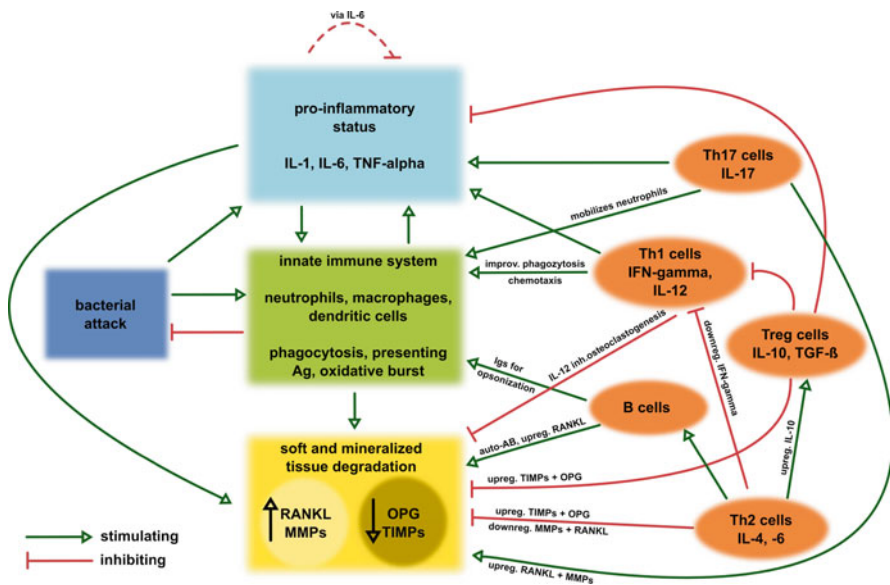 via IL-6
pro-inflammatory
status
IL-1, IL-6, TNF-alpha
Th17 cells
IL-17
mobilizes neutrophils
innate immune system
neutrophils, macrophages,
dendritic cells
phagocytosis, presenting
Ag, oxidative burst
improv. phagozytosis
chemotaxis
Th1 cells
IFN-gamma,
IL-12
bacterial
attack
IL-12 inh.osteoclastogenesis
downreg. IFN-gamma
Treg cells
IL-10, TGF-ß
Igs for
opsonization
B cells
upreg. IL-10
soft and mineralized
tissue degradation
auto-AB, upreg. RANKL
RANKL
MMPs
OPG
TIMPs
upreg. TIMPs + OPG
upreg. TIMPs + OPG
downreg. MMPs + RANKL
Th2 cells
IL-4, -6
upreg. RANKL + MMPs
stimulating
inhibiting